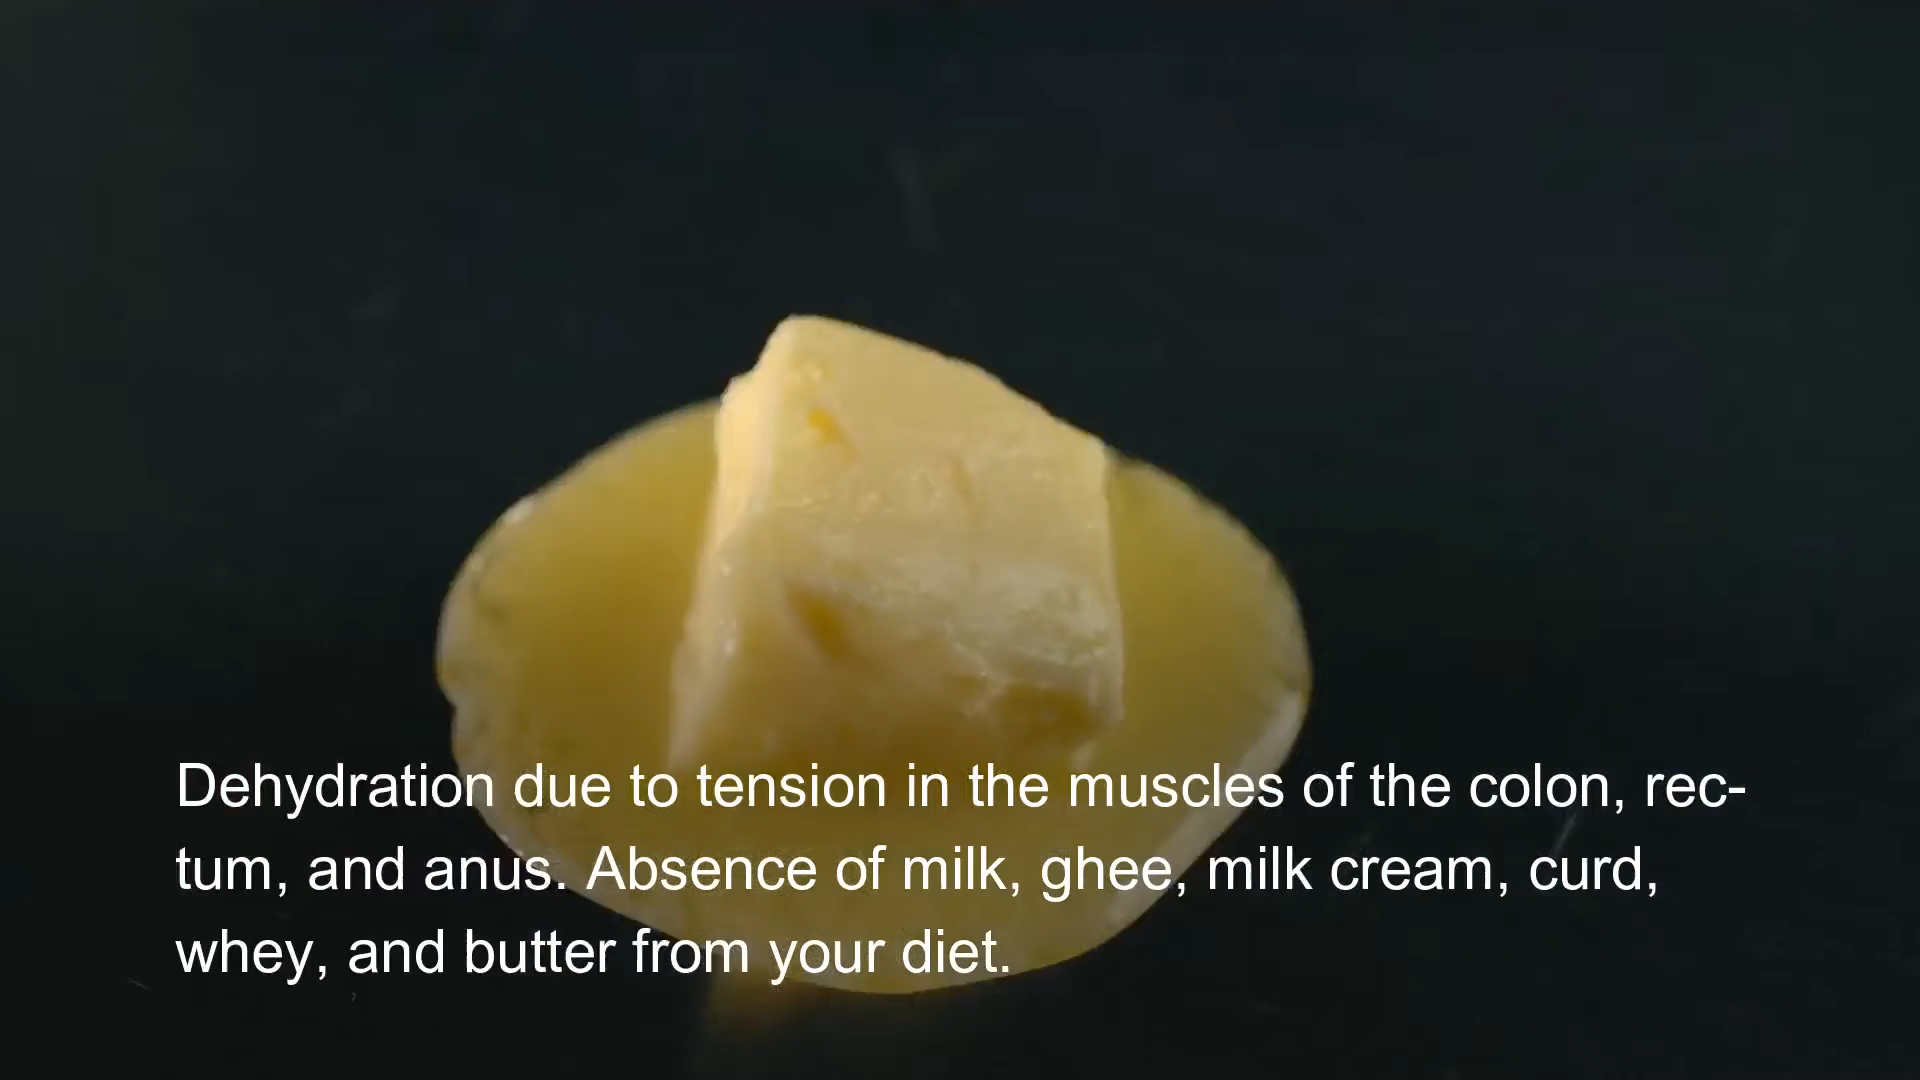 Dehydration due to tension in the muscles of the colon, rec-
tum, and anus. Absence of milk, ghee, milk cream, curd,
whey, and butter from your diet.